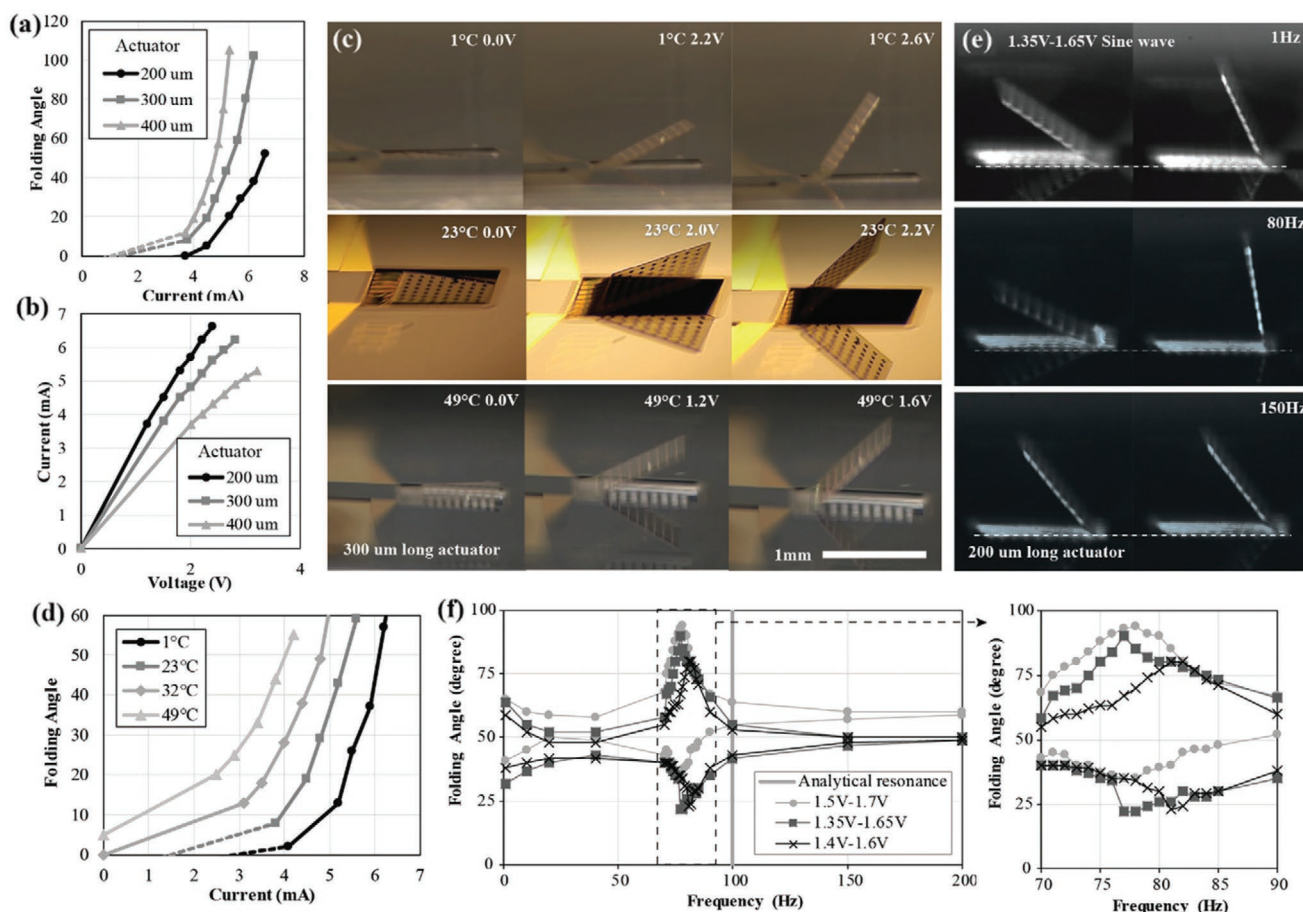 (a)
120
100
80
60
40
20
0
Folding Angle
Actuator
200 um
300 um
400 um
0 2 4 6 8
Current (mA)
(b)
7
6
5
4
3
2
1
0
Current (mA)
Actuator
200 um
300 um
400 um
0 2 4
Voltage (V)
(c)
1°C 0.0V
1°C 2.2V
1°C 2.6V
23°C 0.0V
23°C 2.0V
23°C 2.2V
49°C 0.0V
49°C 1.2V
49°C 1.6V
300 um long actuator
1mm
(e)
1.35V-1.65V Sine wave
1Hz
80Hz
150Hz
200 um long actuator
(d)
60
50
40
30
20
10
0
Folding Angle
1°C
23°C
32°C
49°C
0 1 2 3 4 5 6 7
Current (mA)
(f)
100
75
50
25
0
Folding Angle (degree)
Analytical resonance
1.5V-1.7V
1.35V-1.65V
1.4V-1.6V
0 50 100 150 200
Frequency (Hz)
100
75
50
25
0
Folding Angle (degree)
70 75 80 85 90
Frequency (Hz)